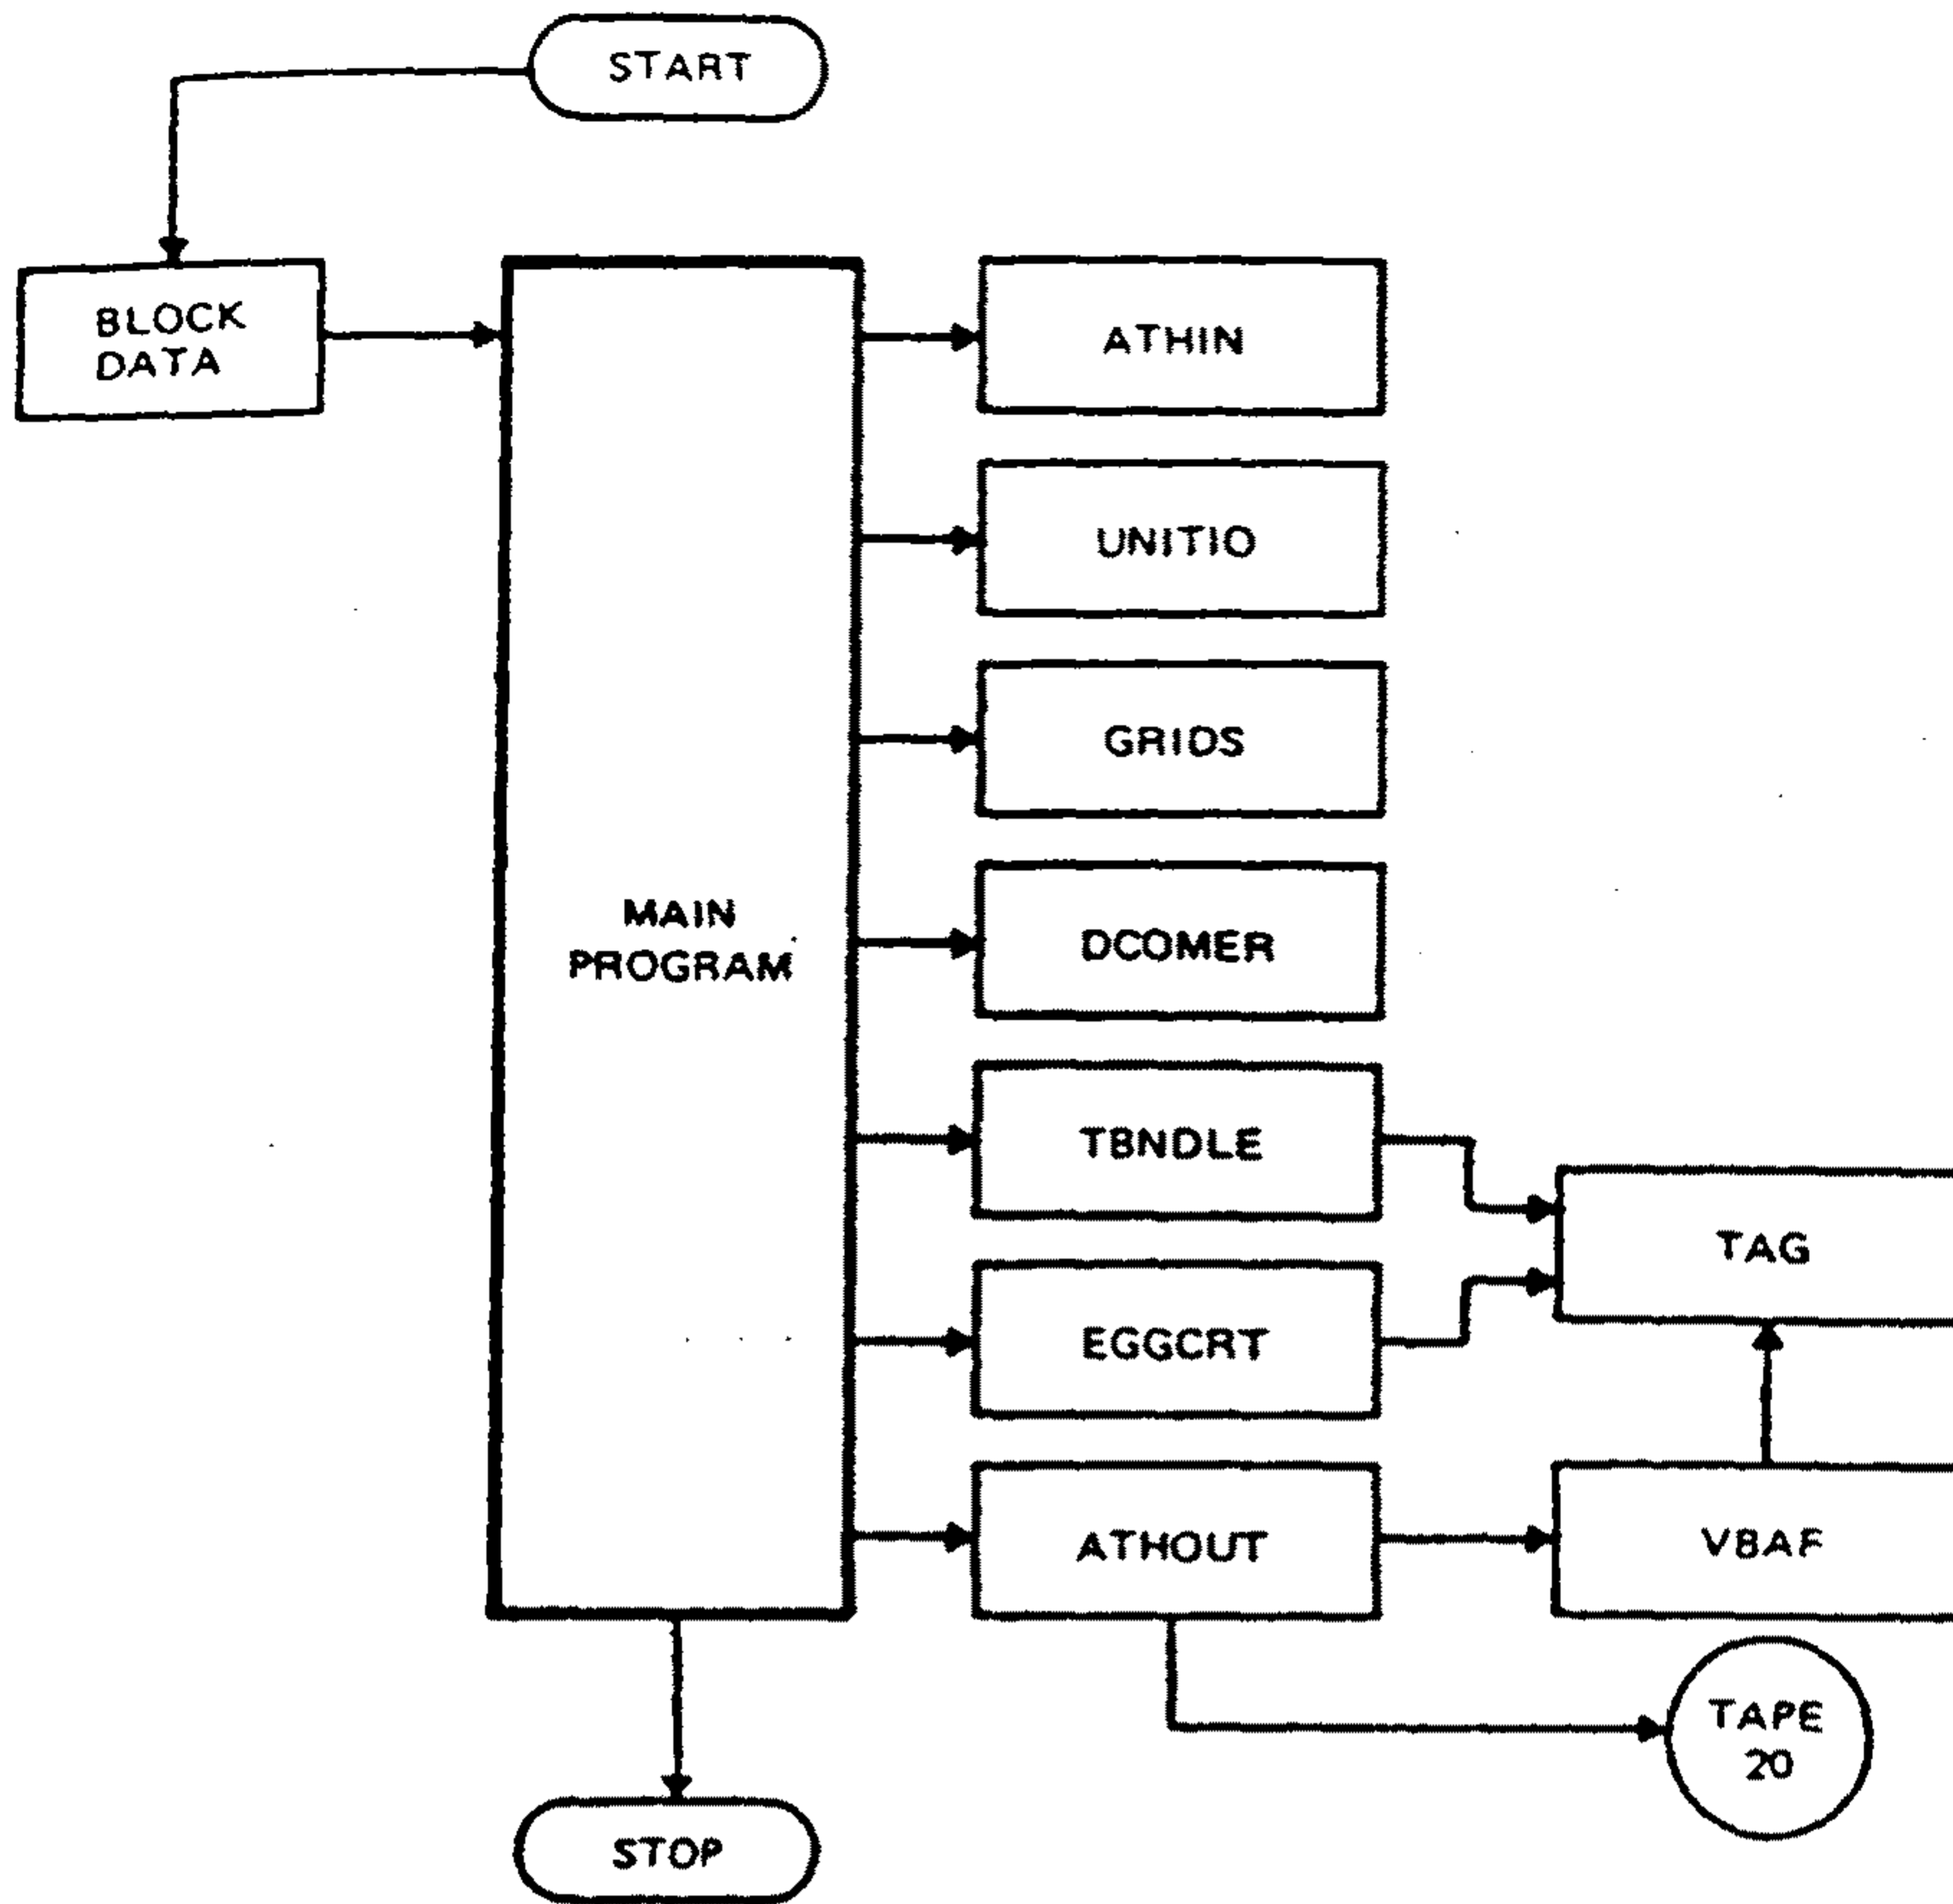 START
BLOCK
DATA
MAIN
PROGRAM
ATHIN
UNITIO
GRIDS
DCOMER
TBNDLE
EGGCRT
ATHOUT
TAG
VBAF
TAPE
20
STOP